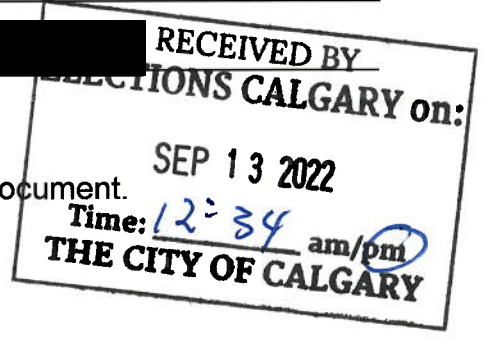 RECEIVED BY
ELECTIONS CALGARY on:
SEP 13 2022
ocument.
Time: 12:34 am/pm
THE CITY OF CALGARY